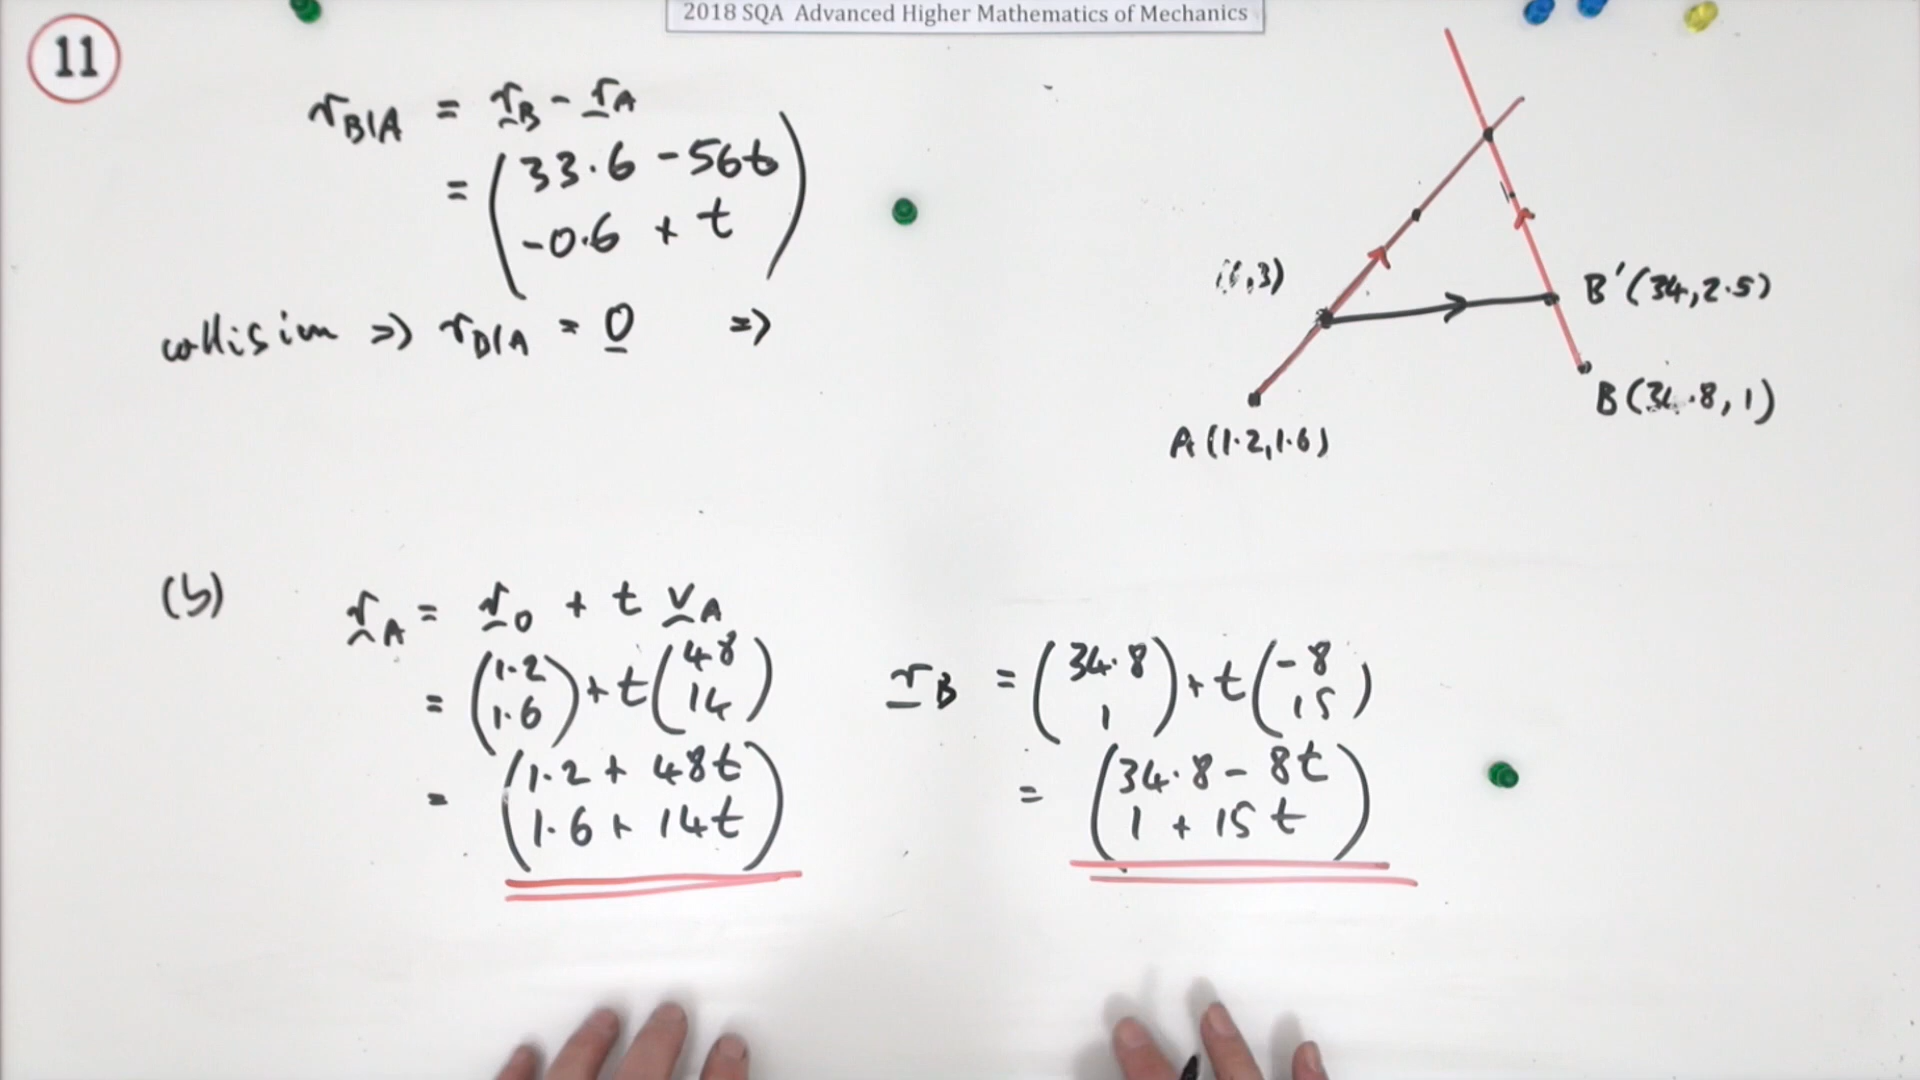 2018 SQA Advanced Higher Mathematics of Mechanics
11
r_B|A = r_B - r_A
= (33.6 - 56t
-0.6 + t)
collision => r_B|A = 0 =>
,3)
B'(34,2.5)
B(34.8, 1)
A(1.2,1.6)
(b) r_A = r_0 + t v_A
= (1.2 1.6) + t(48 14)
= (1.2 + 48t
1.6 + 14t)
r_B = (34.8 1) + t(-8 15)
= (34.8 - 8t
1 + 15t)